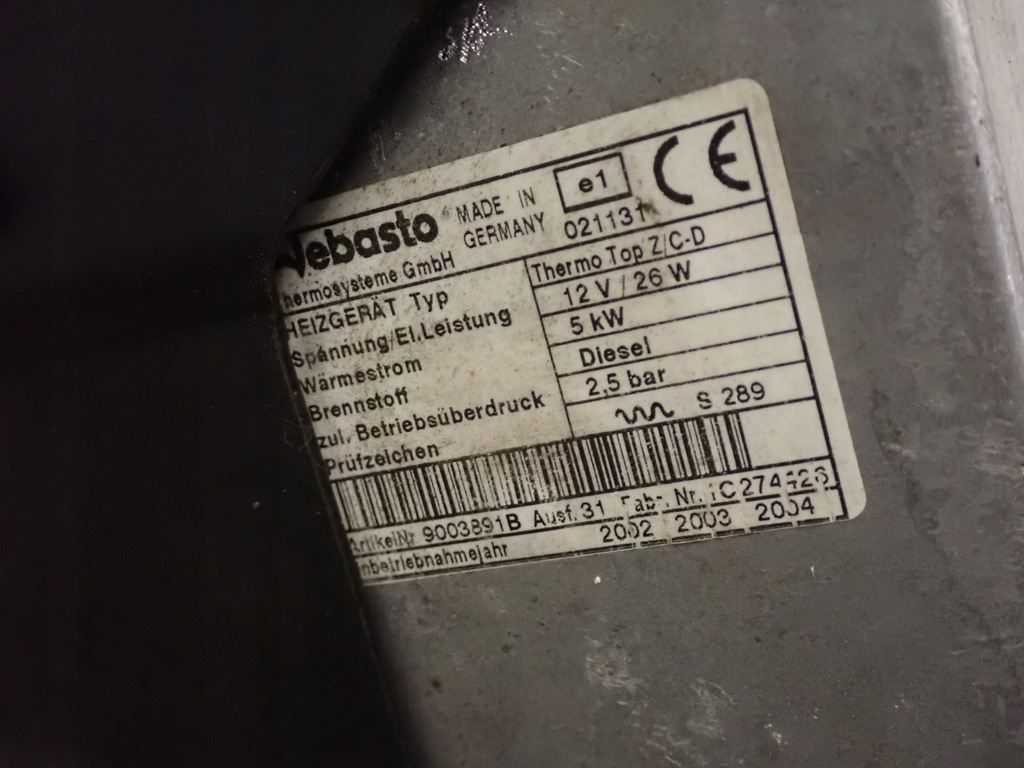 Webasto MADE IN GERMANY e1 CE
Thermosysteme GmbH 021131
HEIZGERÄT Typ Thermo Top Z/C-D
Spannung/El.Leistung 12 V / 26 W
Wärmestrom 5 kW
Brennstoff Diesel
zul. Betriebsüberdruck 2,5 bar
Prüfzeichen S 289
ArtikelNr 9003891B Ausf.31 Fabr. Nr.
Inbetriebnahmejahr 2002 2003 2004